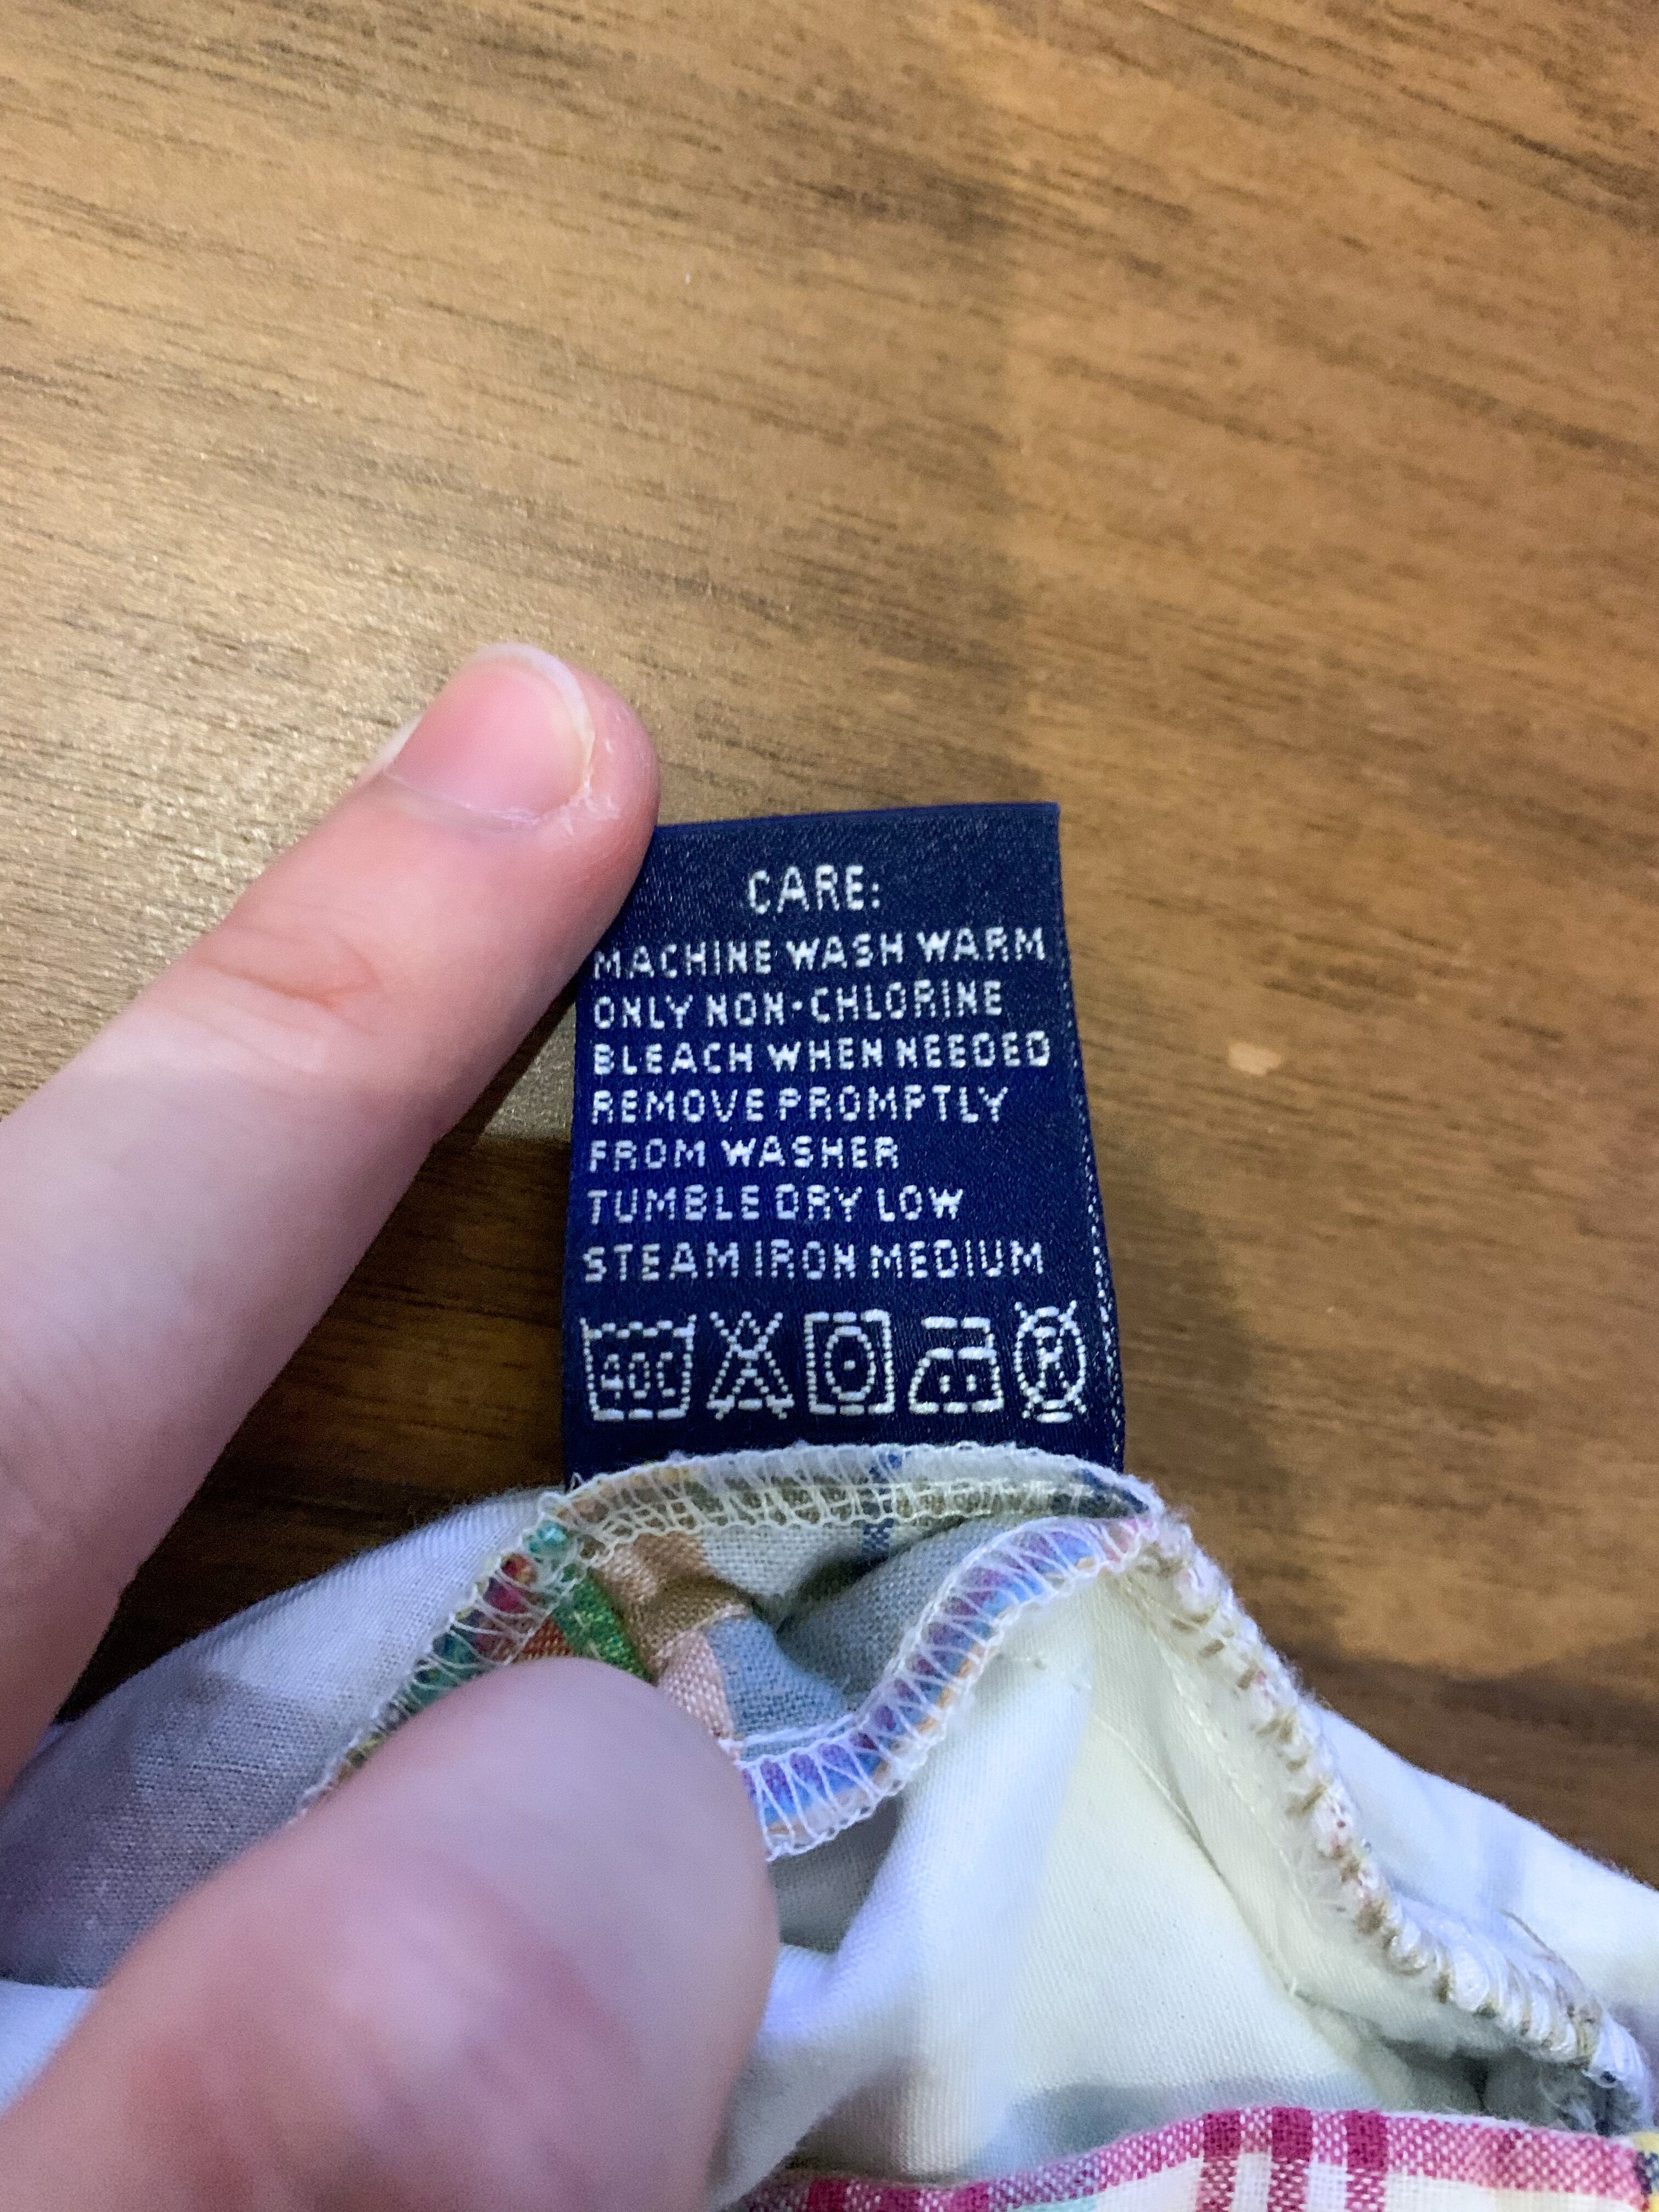 CARE:
MACHINE WASH WARM
ONLY NON-CHLORINE
BLEACH WHEN NEEDED
REMOVE PROMPTLY
FROM WASHER
TUMBLE DRY LOW
STEAM IRON MEDIUM
40C